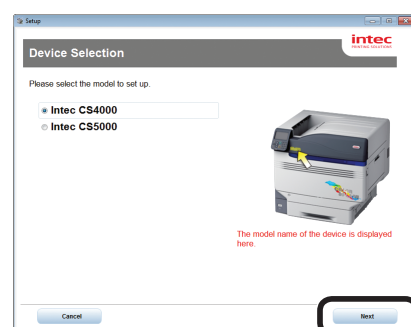 Setup
intec
PRINTING SOLUTIONS
Device Selection
Please select the model to set up.
Intec CS4000
Intec CS5000
The model name of the device is displayed
here.
Cancel
Next